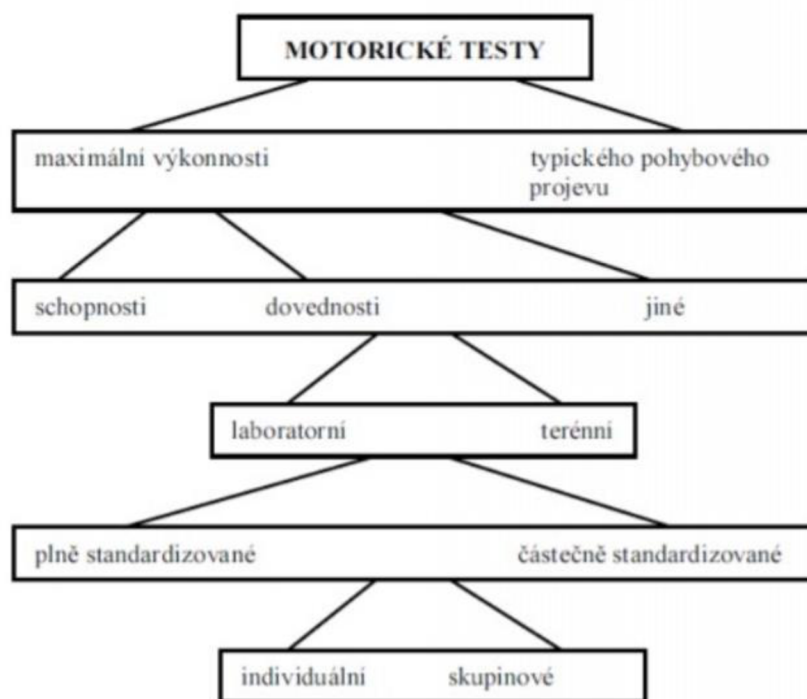 MOTORICKÉ TESTY
maximální výkonnosti typického pohybového
projevu
schopnosti dovednosti jiné
laboratorní terénní
plně standardizované částečně standardizované
individuální skupinové